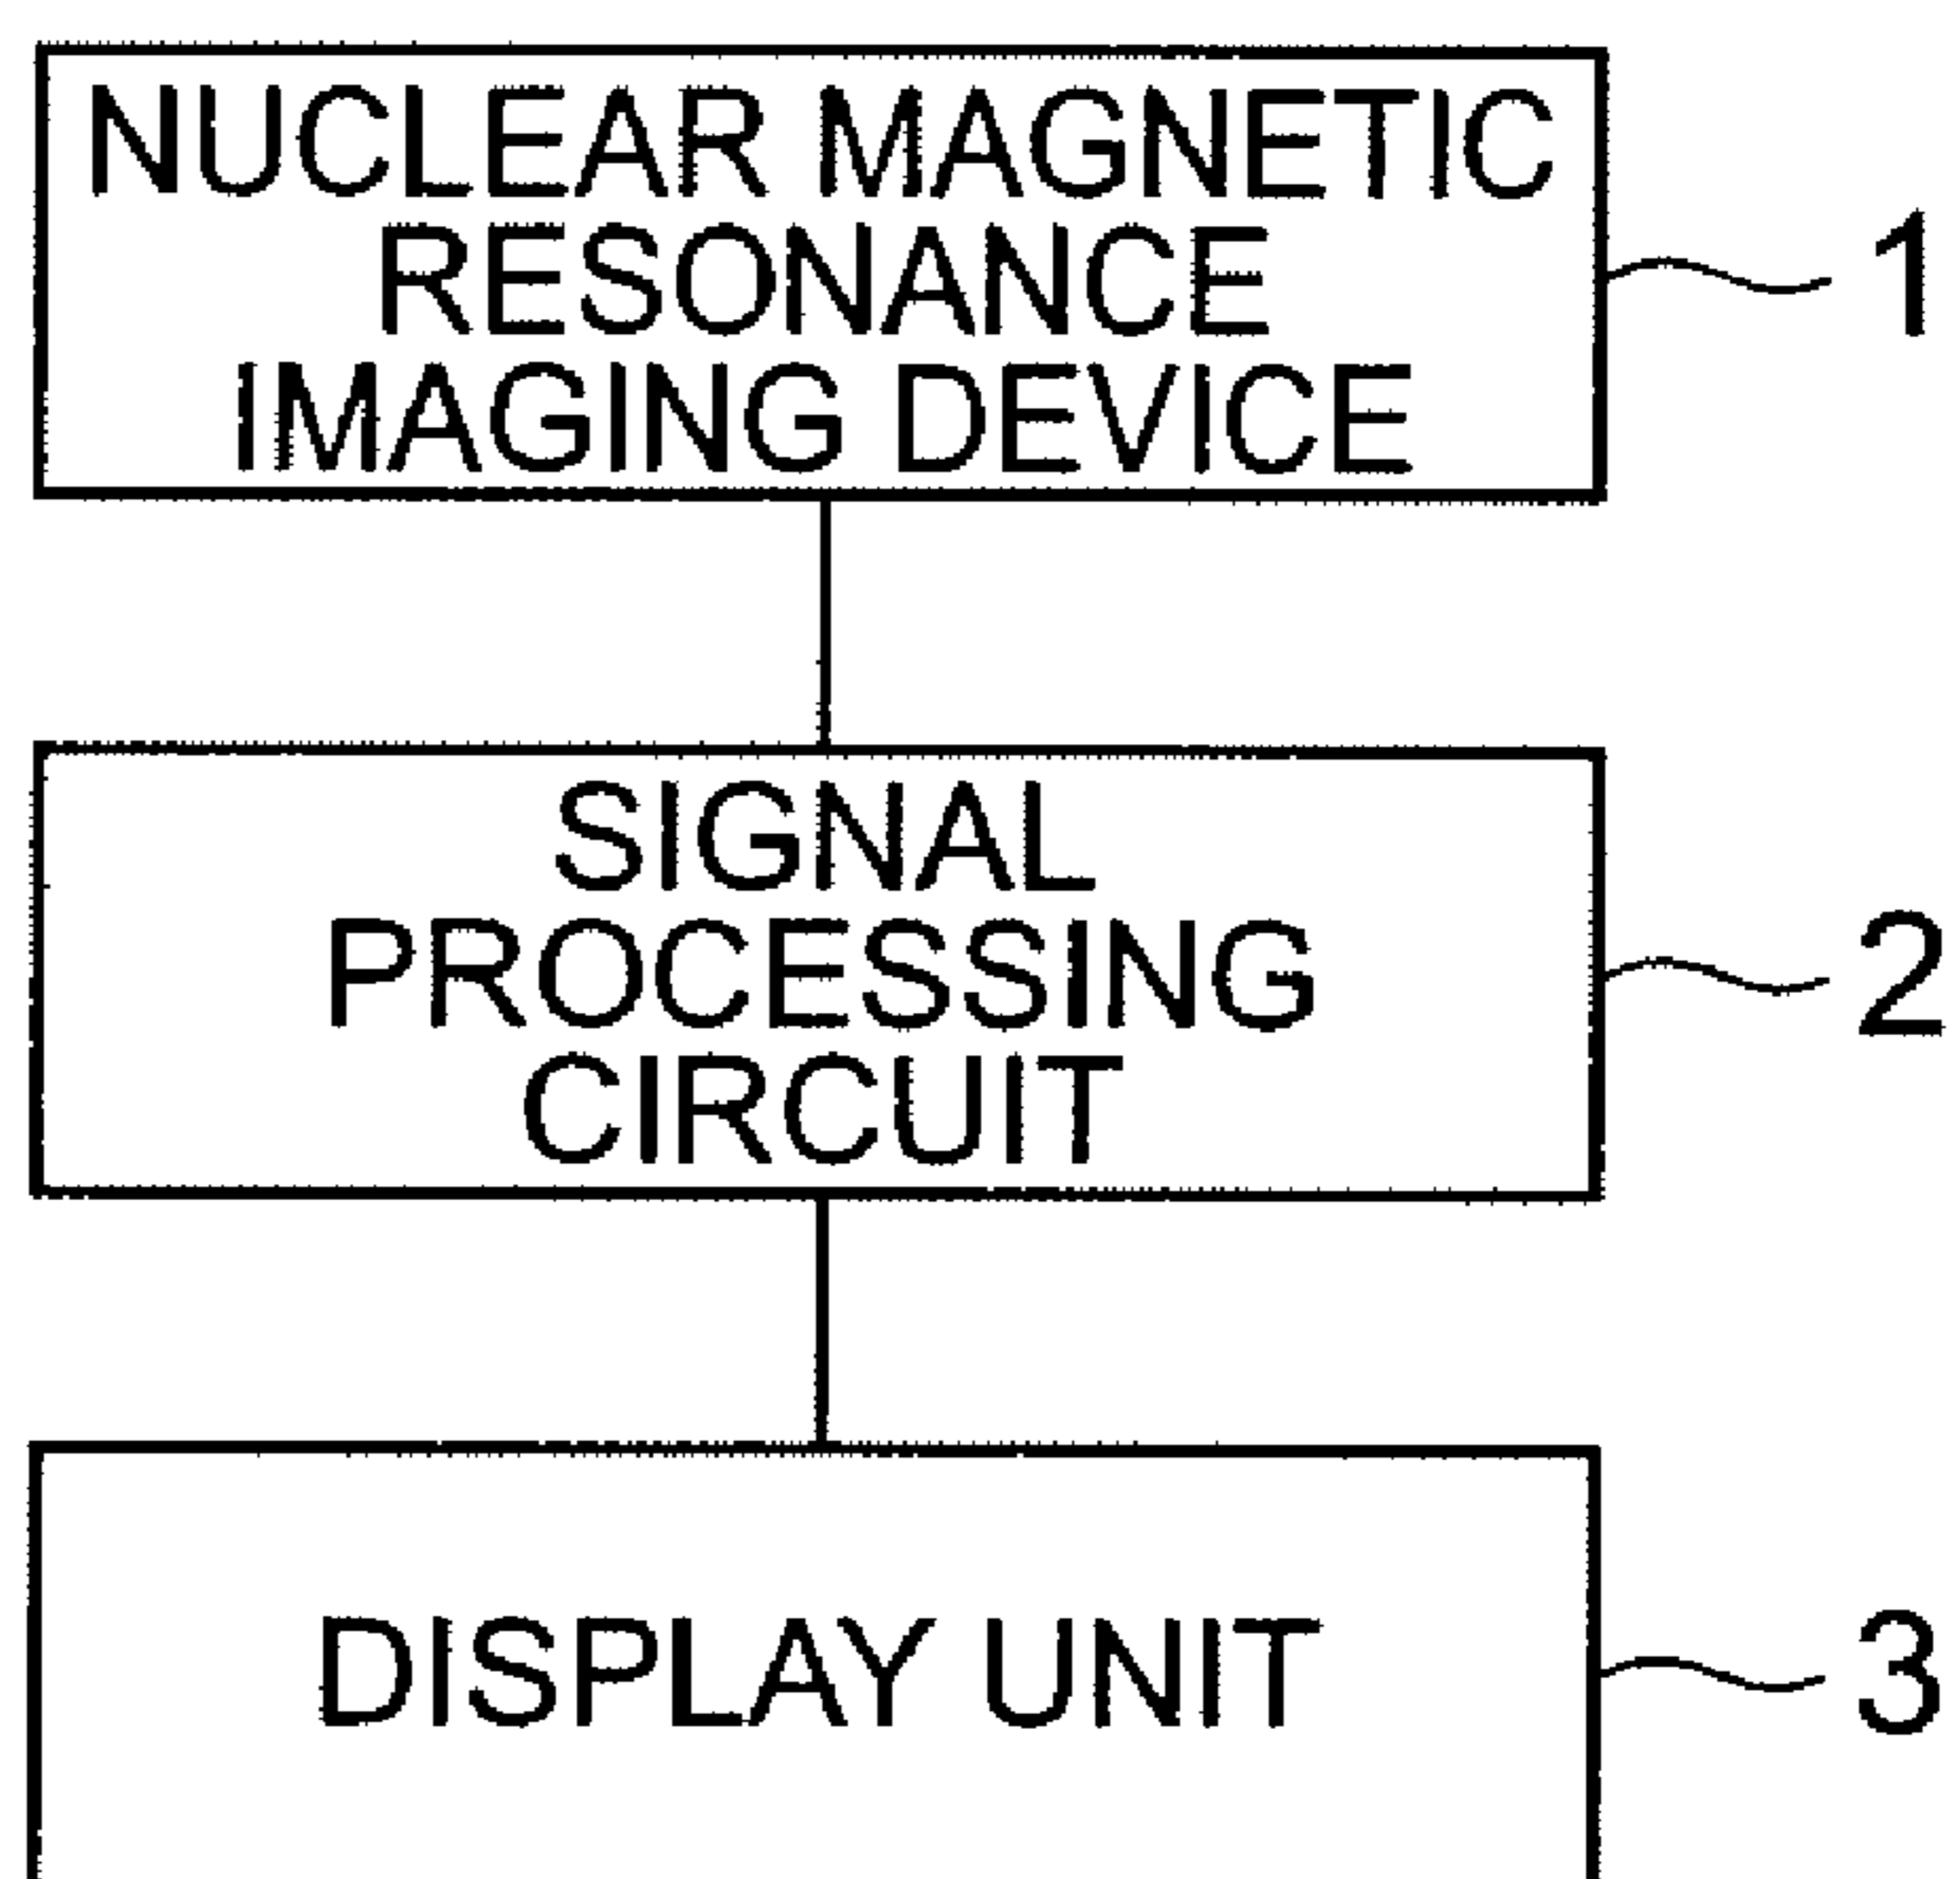 NUCLEAR MAGNETIC
RESONANCE
IMAGING DEVICE
1
SIGNAL
PROCESSING
CIRCUIT
2
DISPLAY UNIT
3